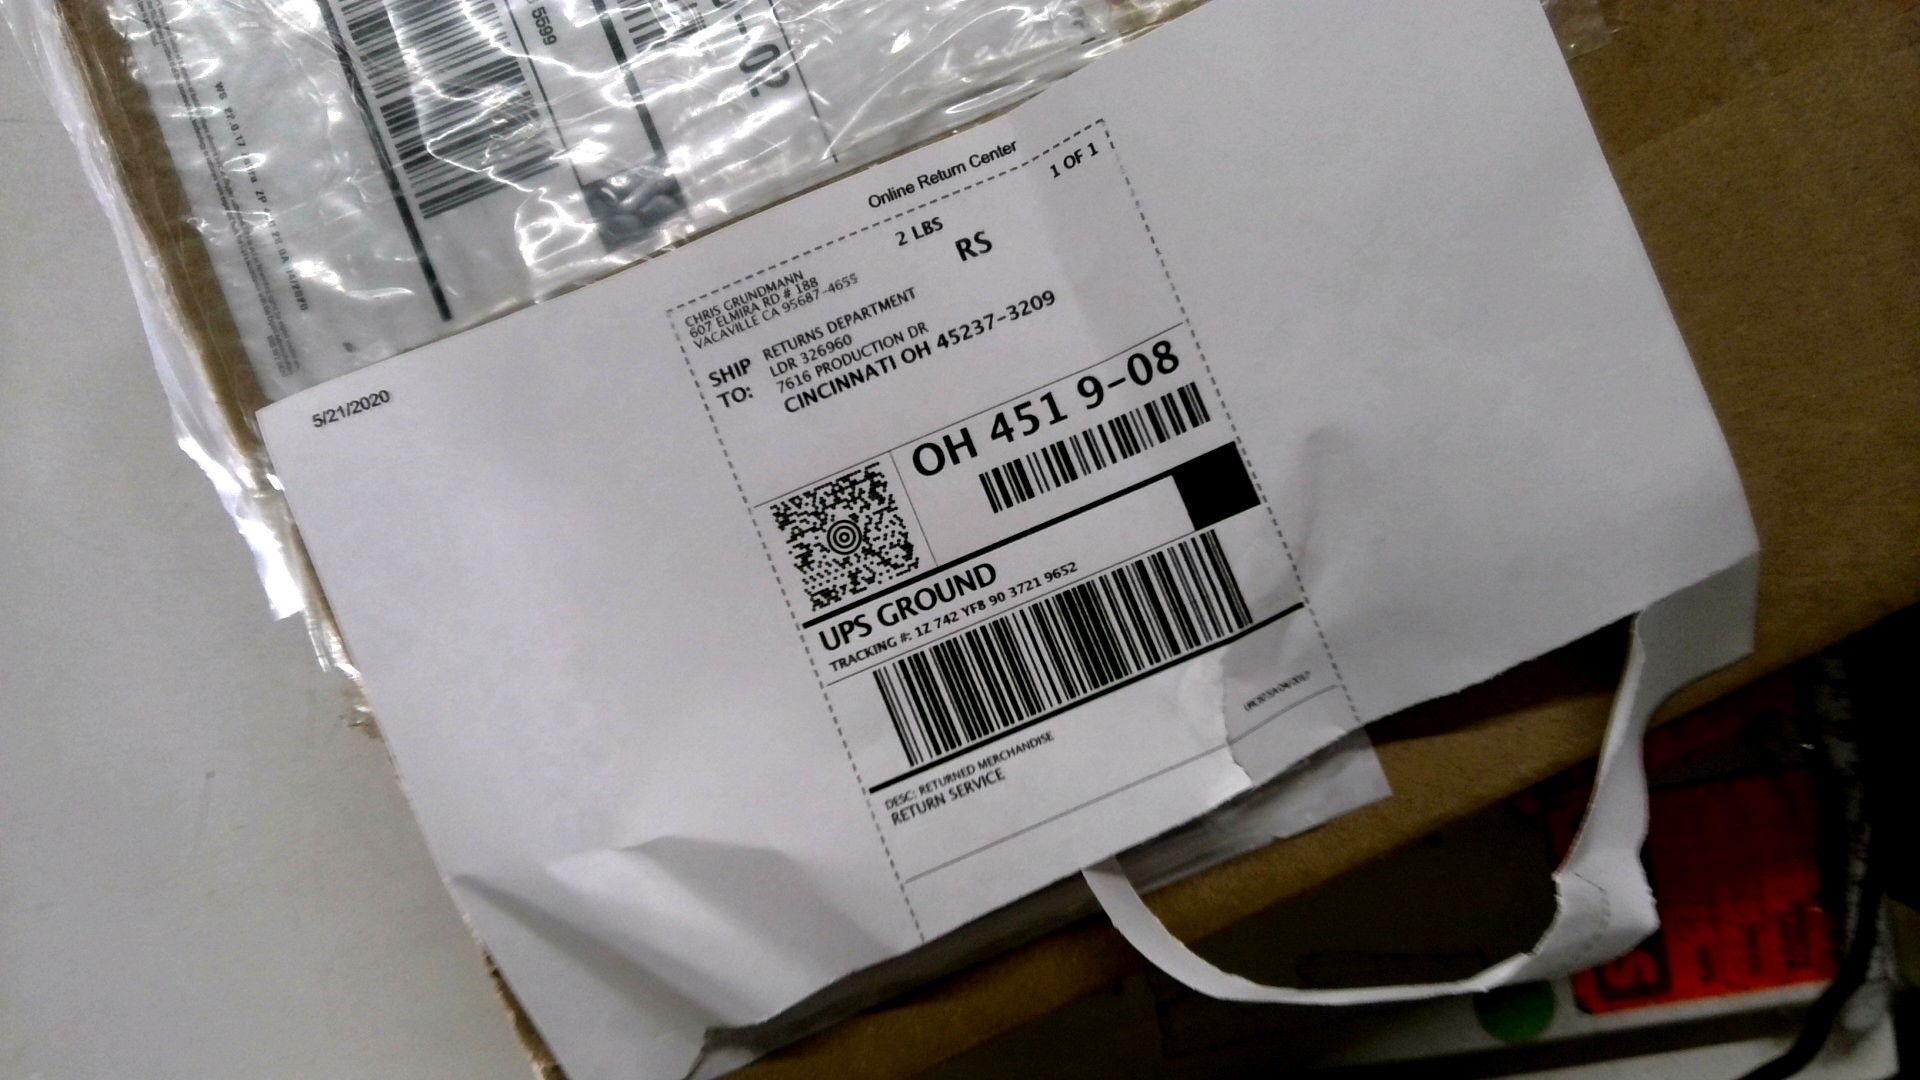 5599
-02
Online Return Center
5/21/2020
2 LBS
1 OF 1
RS
CHRIS GRUNDMANN
607 ELMIRA RD # 188
VACAVILLE CA 95687-4655
SHIP
TO:
RETURNS DEPARTMENT
LDR 326960
7616 PRODUCTION DR
CINCINNATI OH 45237-3209
OH 451 9-08
UPS GROUND
TRACKING #: 1Z 742 YF8 90 3721 9652
DESC: RETURNED MERCHANDISE
RETURN SERVICE